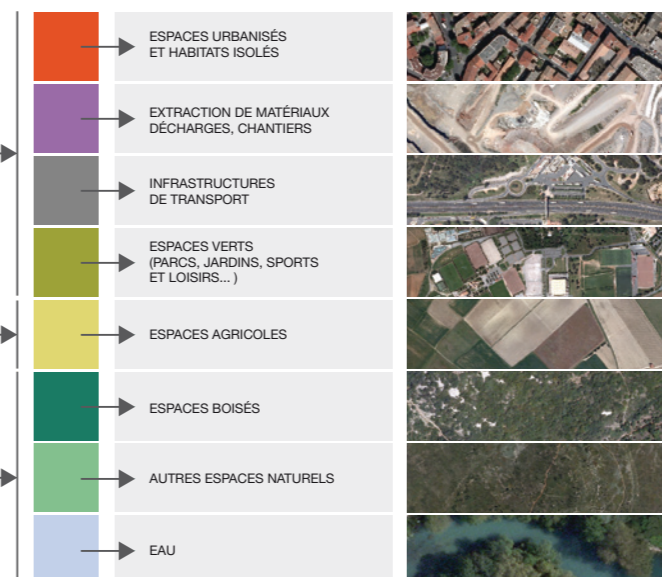 ESPACES URBANISÉS
ET HABITATS ISOLÉS
EXTRACTION DE MATÉRIAUX
DÉCHARGES, CHANTIERS
INFRASTRUCTURES
DE TRANSPORT
ESPACES VERTS
(PARCS, JARDINS, SPORTS
ET LOISIRS... )
ESPACES AGRICOLES
ESPACES BOISÉS
AUTRES ESPACES NATURELS
EAU